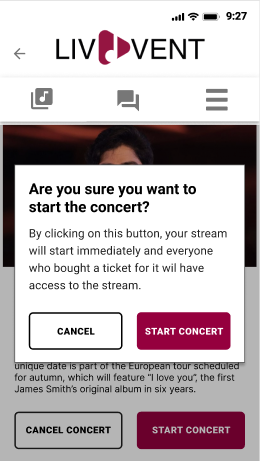 9:27
LIVEVENT
Are you sure you want to
start the concert?
By clicking on this button, your stream
will start immediately and everyone
who bought a ticket for it wil have
access to the stream.
CANCEL
START CONCERT
unique date is part of the European tour scheduled
for autumn, which will feature “I love you”, the first
James Smith's original album in six years.
CANCEL CONCERT
START CONCERT